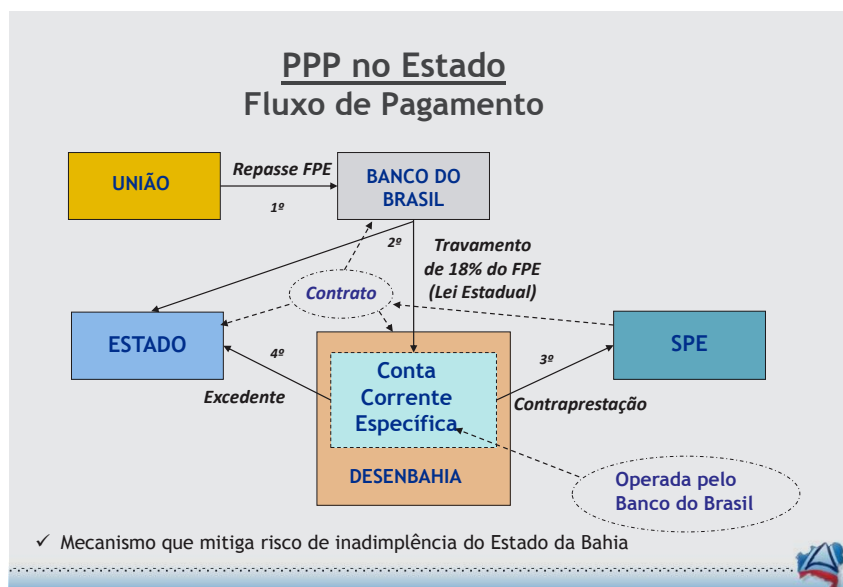 PPP no Estado
Fluxo de Pagamento
UNIÃO
Repasse FPE
1º
BANCO DO
BRASIL
2º
Travamento
de 18% do FPE
(Lei Estadual)
Contrato
ESTADO
4º
Excedente
Conta
Corrente
Específica
DESENBAHIA
3º
Contraprestação
SPE
Operada pelo
Banco do Brasil
✓ Mecanismo que mitiga risco de inadimplência do Estado da Bahia